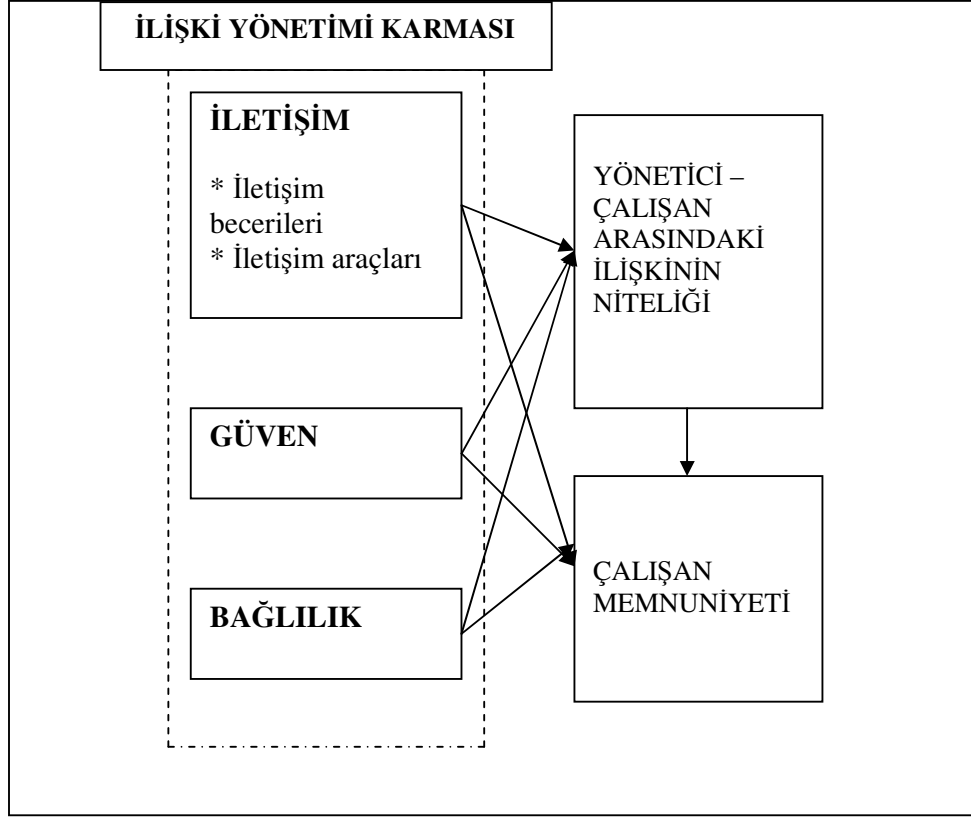 İLİŞKİ YÖNETİMİ KARMASI
İLETİŞİM
* İletişim
becerileri
* İletişim araçları
GÜVEN
BAĞLILIK
YÖNETİCİ –
ÇALIŞAN
ARASINDAKİ
İLİŞKİNİN
NİTELİĞİ
ÇALIŞAN
MEMNUNİYETİ